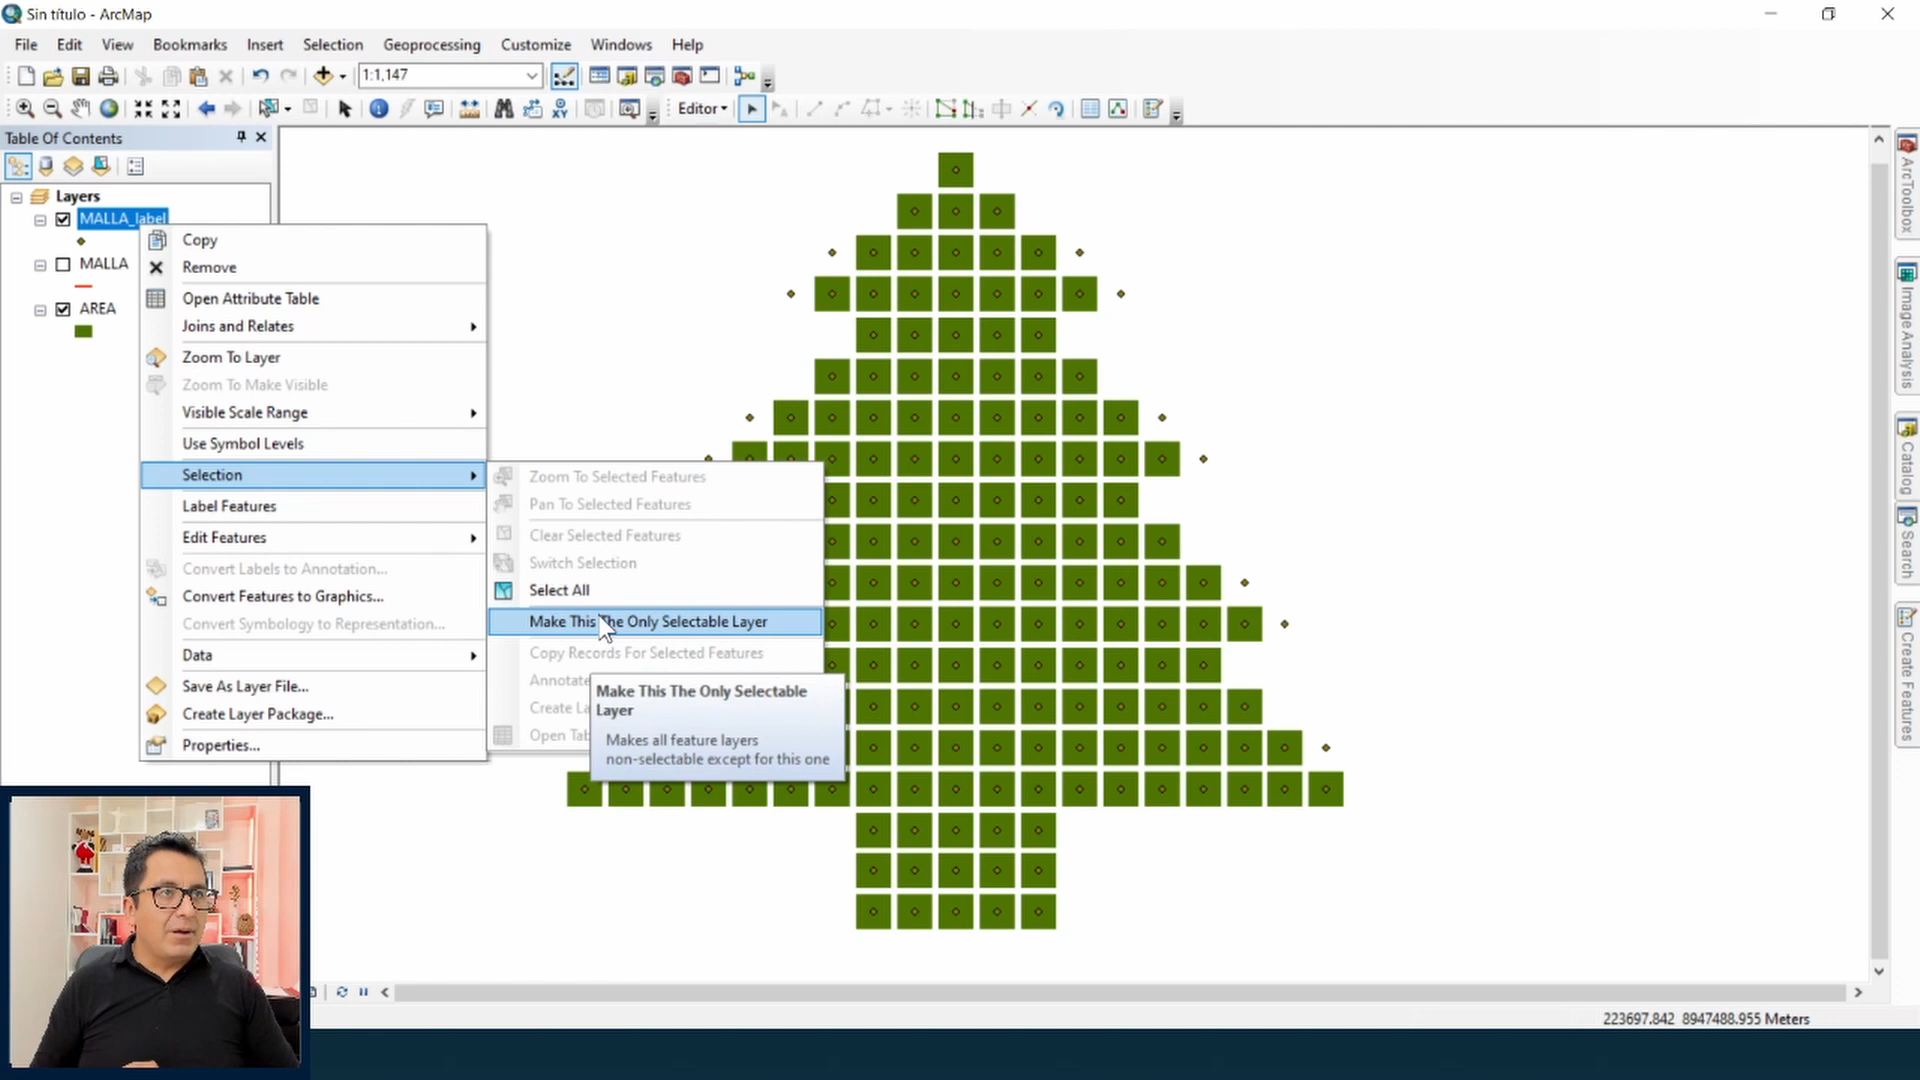 Sin título - ArcMap
File Edit View Bookmarks Insert Selection Geoprocessing Customize Windows Help
1:1,147
Editor
Table Of Contents
Layers
MALLA_label
MALLA
AREA
Copy
Remove
Open Attribute Table
Joins and Relates
Zoom To Layer
Zoom To Make Visible
Visible Scale Range
Use Symbol Levels
Selection
Label Features
Edit Features
Convert Labels to Annotation...
Convert Features to Graphics...
Convert Symbology to Representation...
Data
Save As Layer File...
Create Layer Package...
Properties...
Zoom To Selected Features
Pan To Selected Features
Clear Selected Features
Switch Selection
Select All
Make This The Only Selectable Layer
Copy Records For Selected Features
Annotate
Create La
Open Tab
Make This The Only Selectable
Layer
Makes all feature layers
non-selectable except for this one
ArcToolbox
Image Analysis
Catalog
Search
Create Features
223697.842 8947488.955 Meters